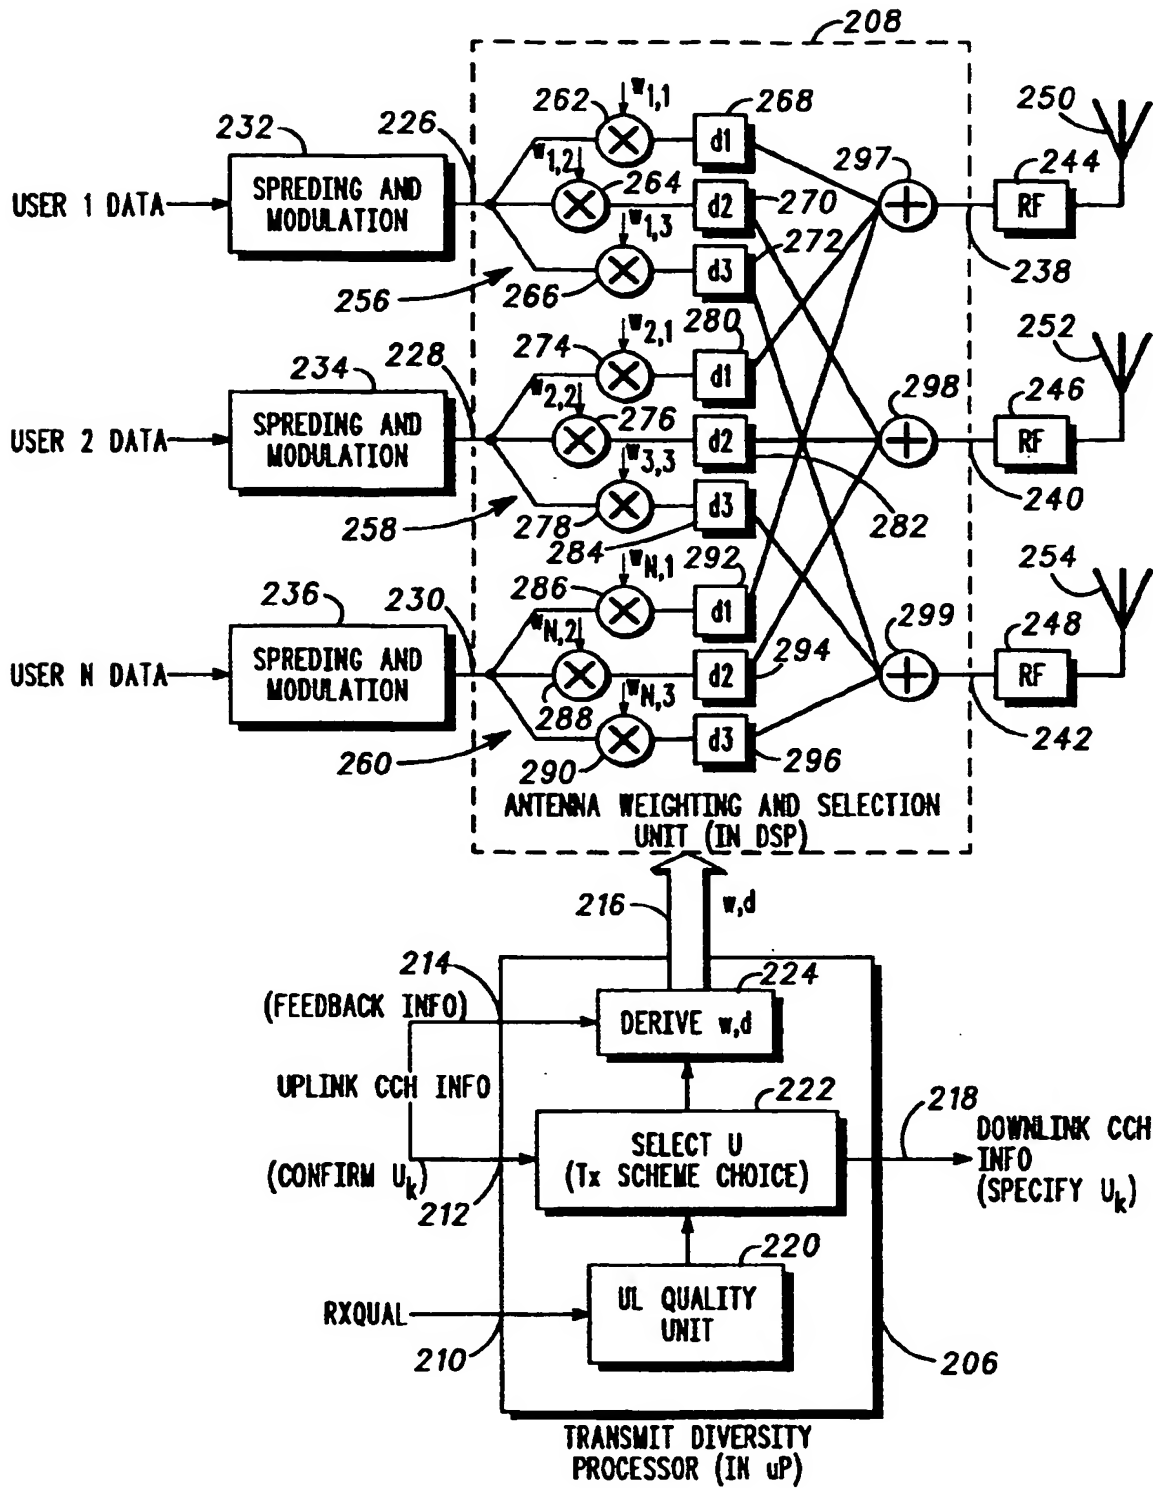 208
w1,1
262
268
250
232
226
d1
w1,2
297
244
264
SPREDING AND
MODULATION
USER 1 DATA
d2
270
RF
w1,3
272
238
256
266
d3
w2,1
280
252
274
228
234
d1
w2,2
298
246
276
SPREDING AND
MODULATION
USER 2 DATA
d2
RF
w3,3
282
240
258
278
284
d3
wN,1
292
254
286
236
230
d1
wN,2
299
248
SPREDING AND
MODULATION
USER N DATA
d2
294
RF
288
wN,3
242
260
290
d3
296
ANTENNA WEIGHTING AND SELECTION
UNIT (IN DSP)
216
w,d
214
224
(FEEDBACK INFO)
DERIVE w,d
UPLINK CCH INFO
222
218
SELECT U
(Tx SCHEME CHOICE)
DOWNLINK CCH
INFO
(SPECIFY Uk)
(CONFIRM Uk)
212
220
UL QUALITY
UNIT
RXQUAL
210
206
TRANSMIT DIVERSITY
PROCESSOR (IN uP)